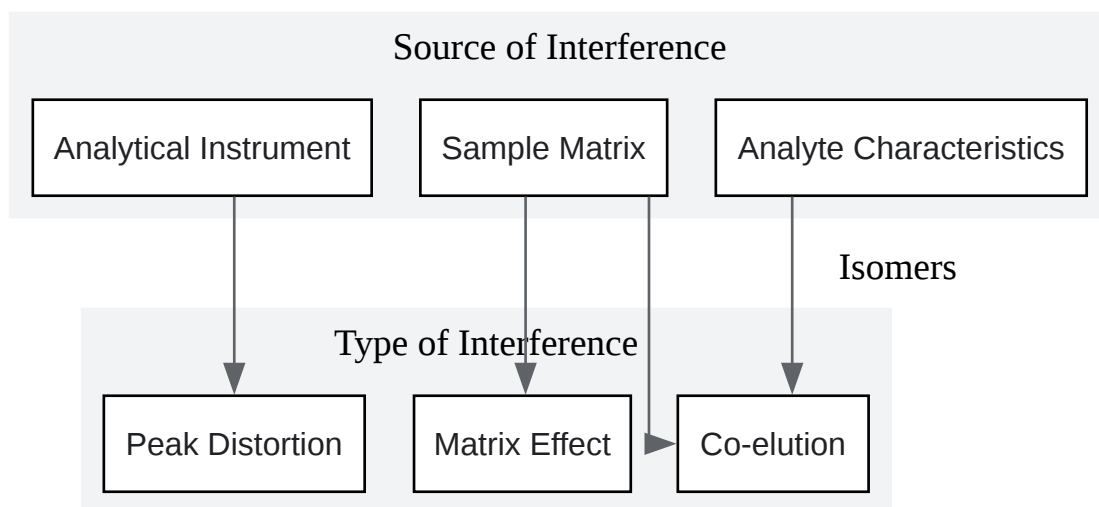 Source of Interference
Analytical Instrument
Sample Matrix
Analyte Characteristics
Isomers
Type of Interference
Peak Distortion
Matrix Effect
Co-elution